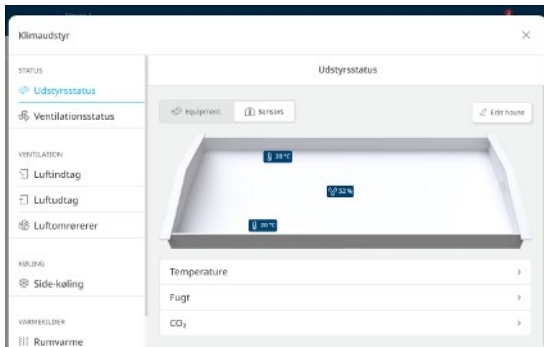 Klimaudstyr
STATUS
Udstyrsstatus
Ventilationsstatus
VENTILATION
Luftindtag
Luftudtag
Luftomrørerer
KØLING
Side-køling
VARMEKILDER
Rumvarme
Udstyrsstatus
Equipment
Sensors
Edit house
°C
52 %
20 °C
Temperature
Fugt
CO₂